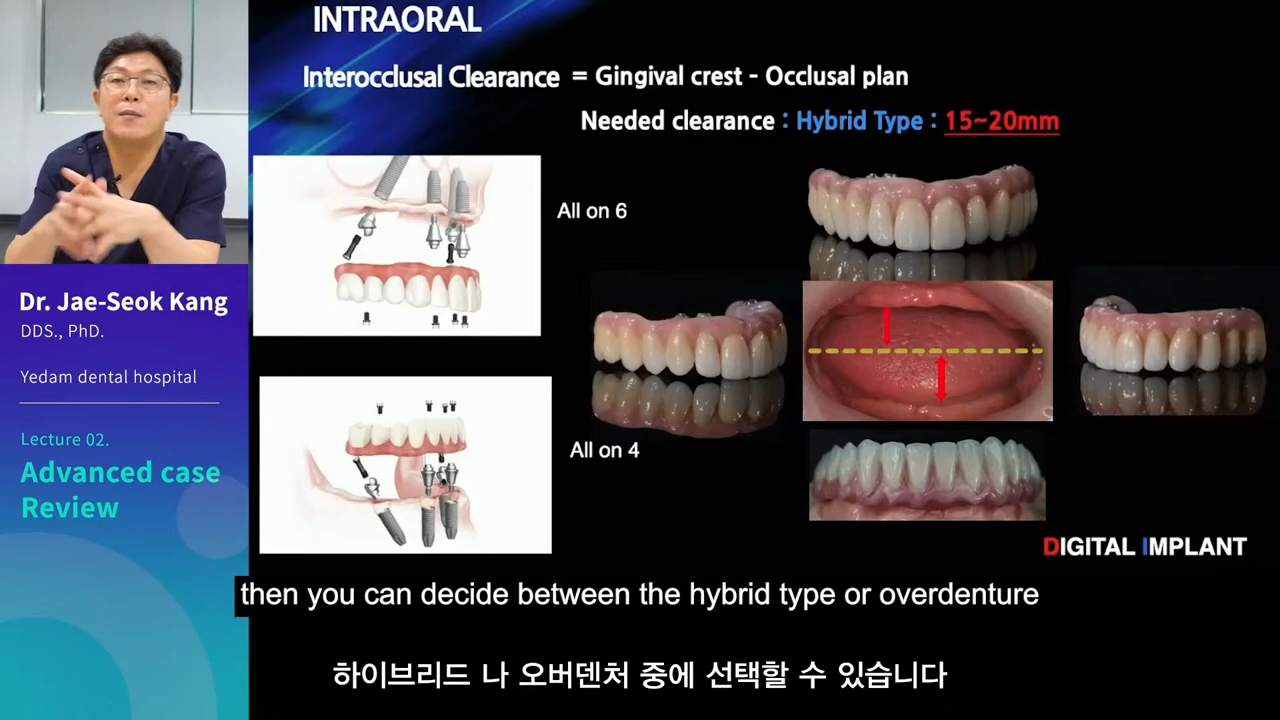 INTRAORAL
Interocclusal Clearance = Gingival crest - Occlusal plan
Needed clearance : Hybrid Type : 15~20mm
All on 6
All on 4
Dr. Jae-Seok Kang
DDS., PhD.
Yedam dental hospital
Lecture 02.
Advanced case
Review
DIGITAL IMPLANT
then you can decide between the hybrid type or overdenture
하이브리드 나 오버덴처 중에 선택할 수 있습니다